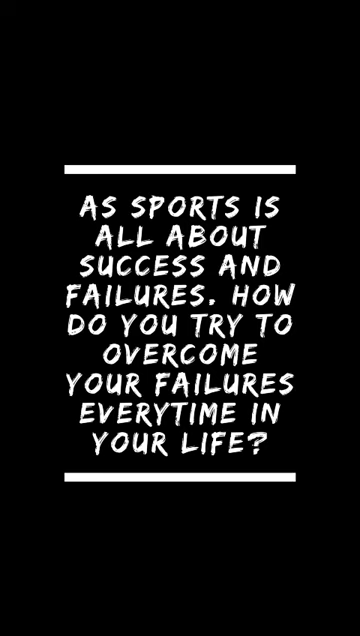 AS SPORTS IS
ALL ABOUT
SUCCESS AND
FAILURES. HOW
DO YOU TRY TO
OVERCOME
YOUR FAILURES
EVERYTIME IN
YOUR LIFE?